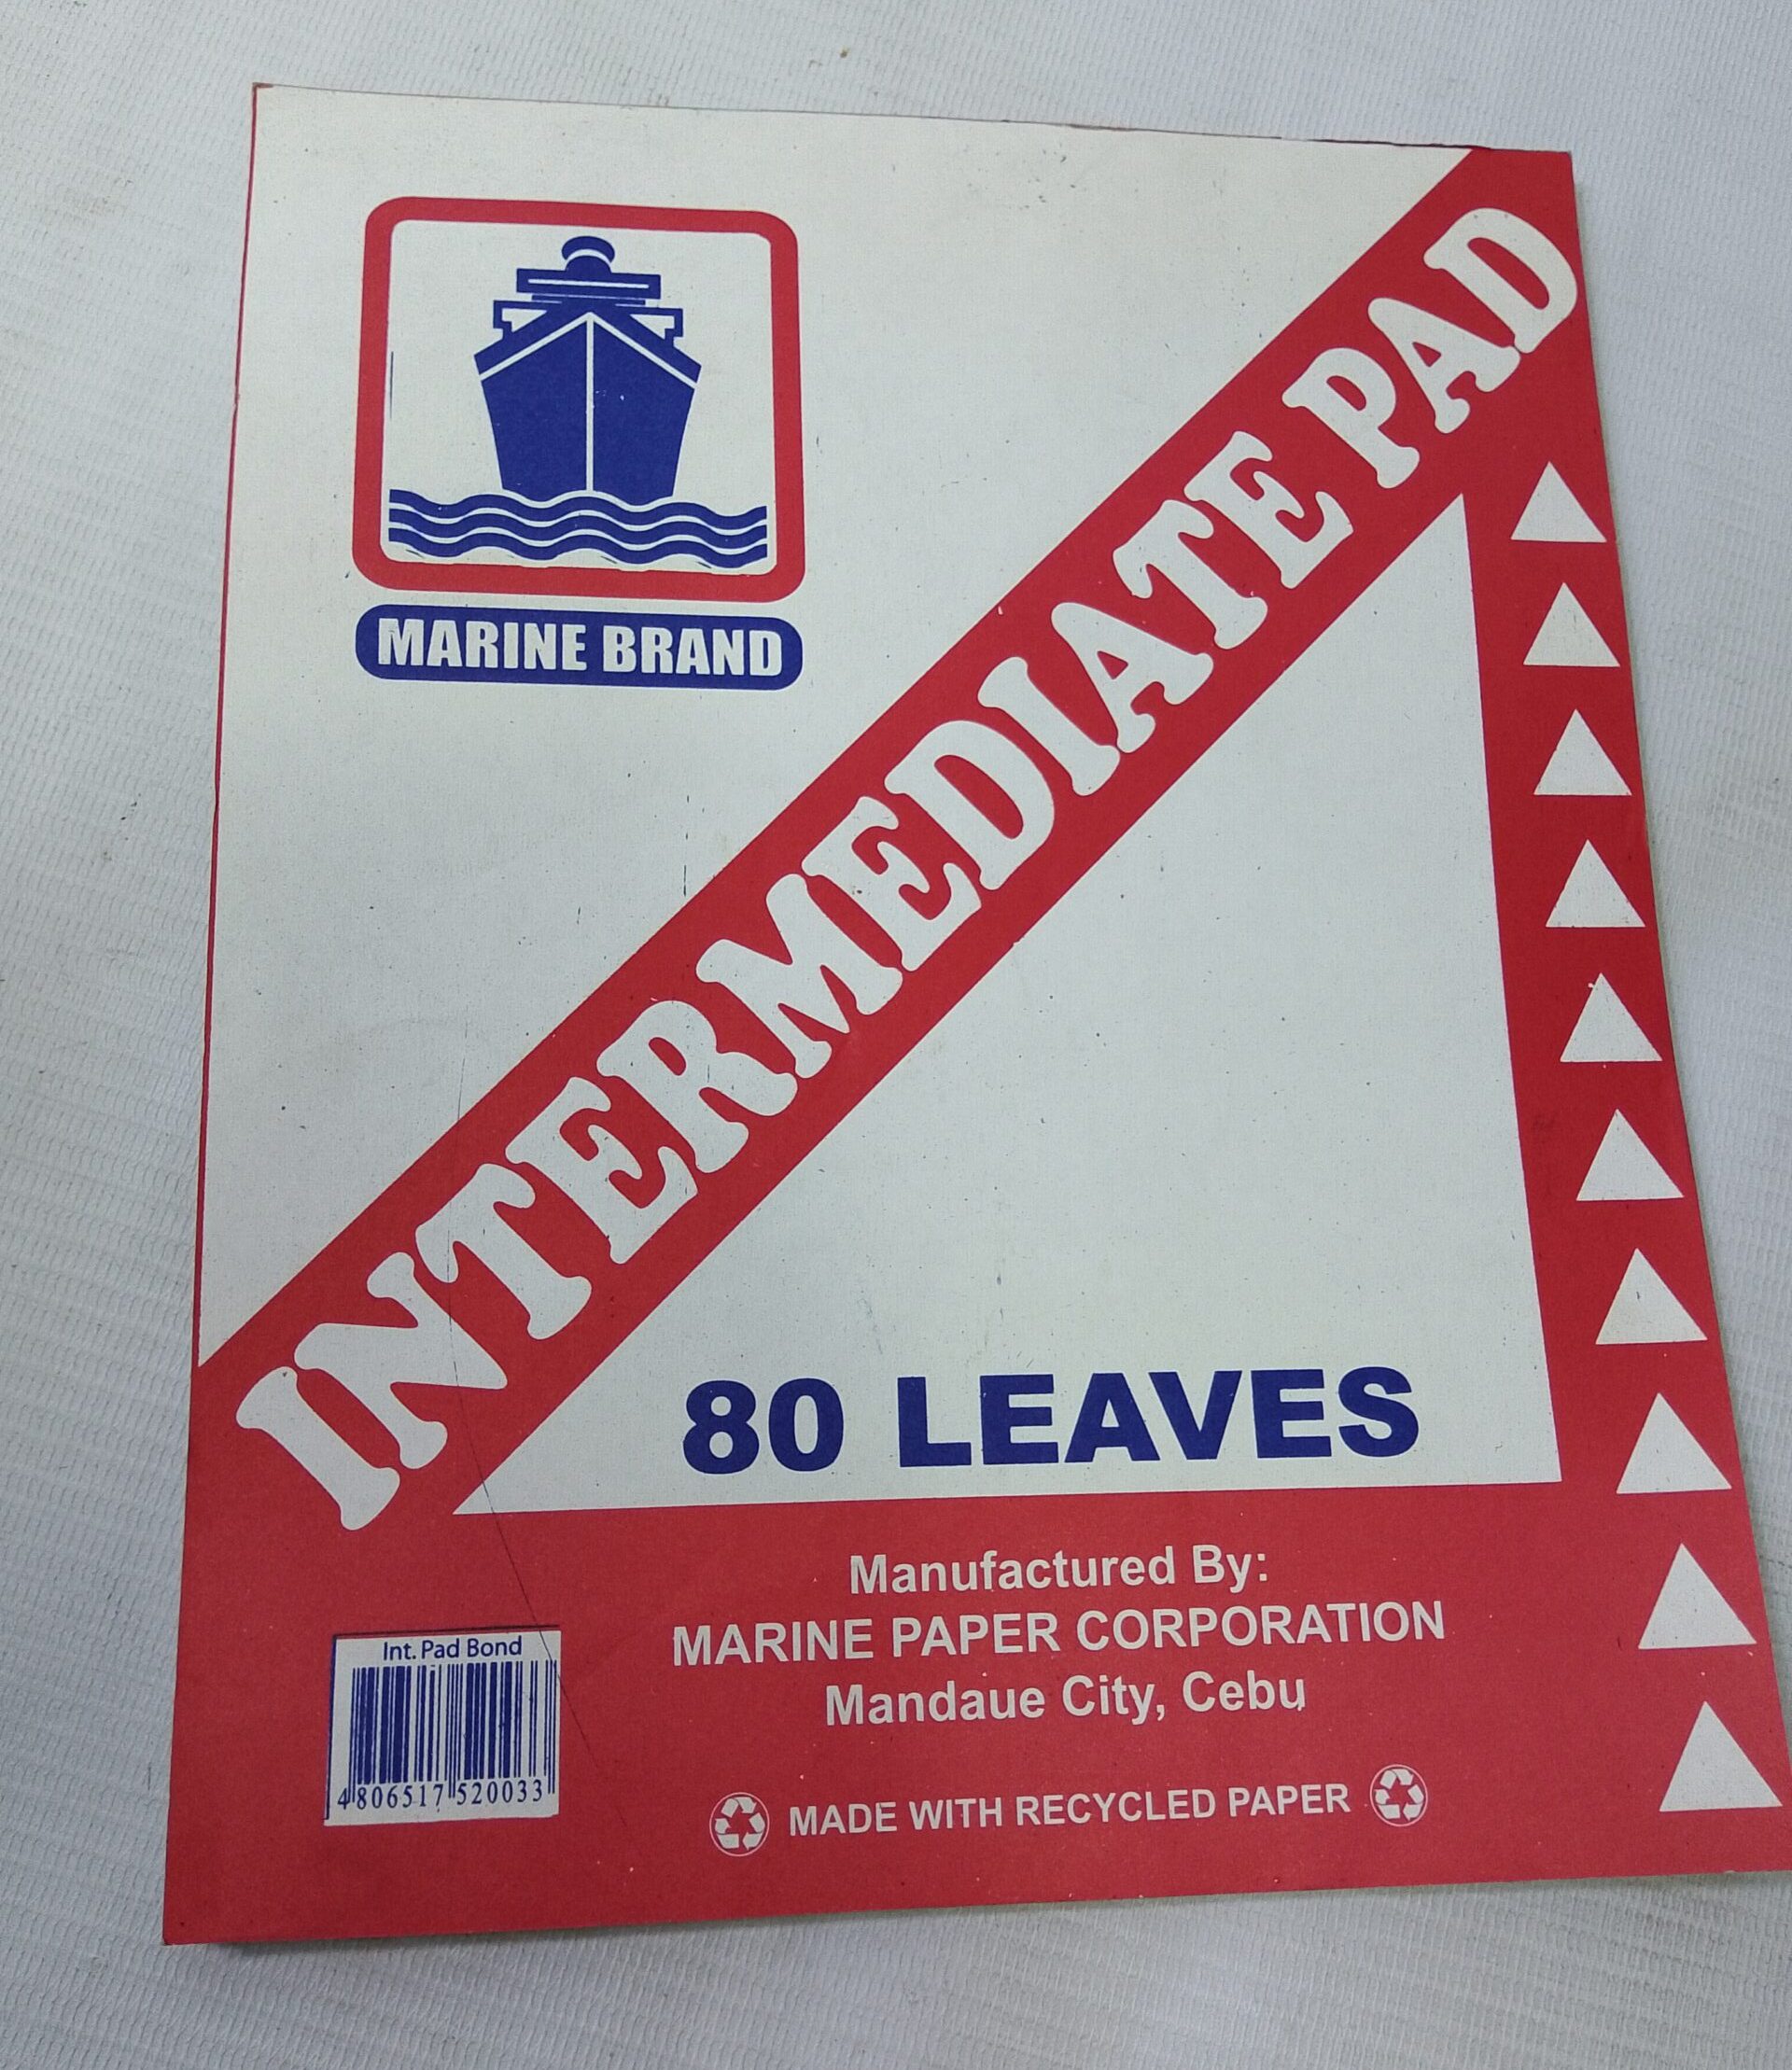 MARINE BRAND
INTERMEDIATE PAD
80 LEAVES
Manufactured By:
MARINE PAPER CORPORATION
Mandaue City, Cebu
Int. Pad Bond
4806517520033
MADE WITH RECYCLED PAPER